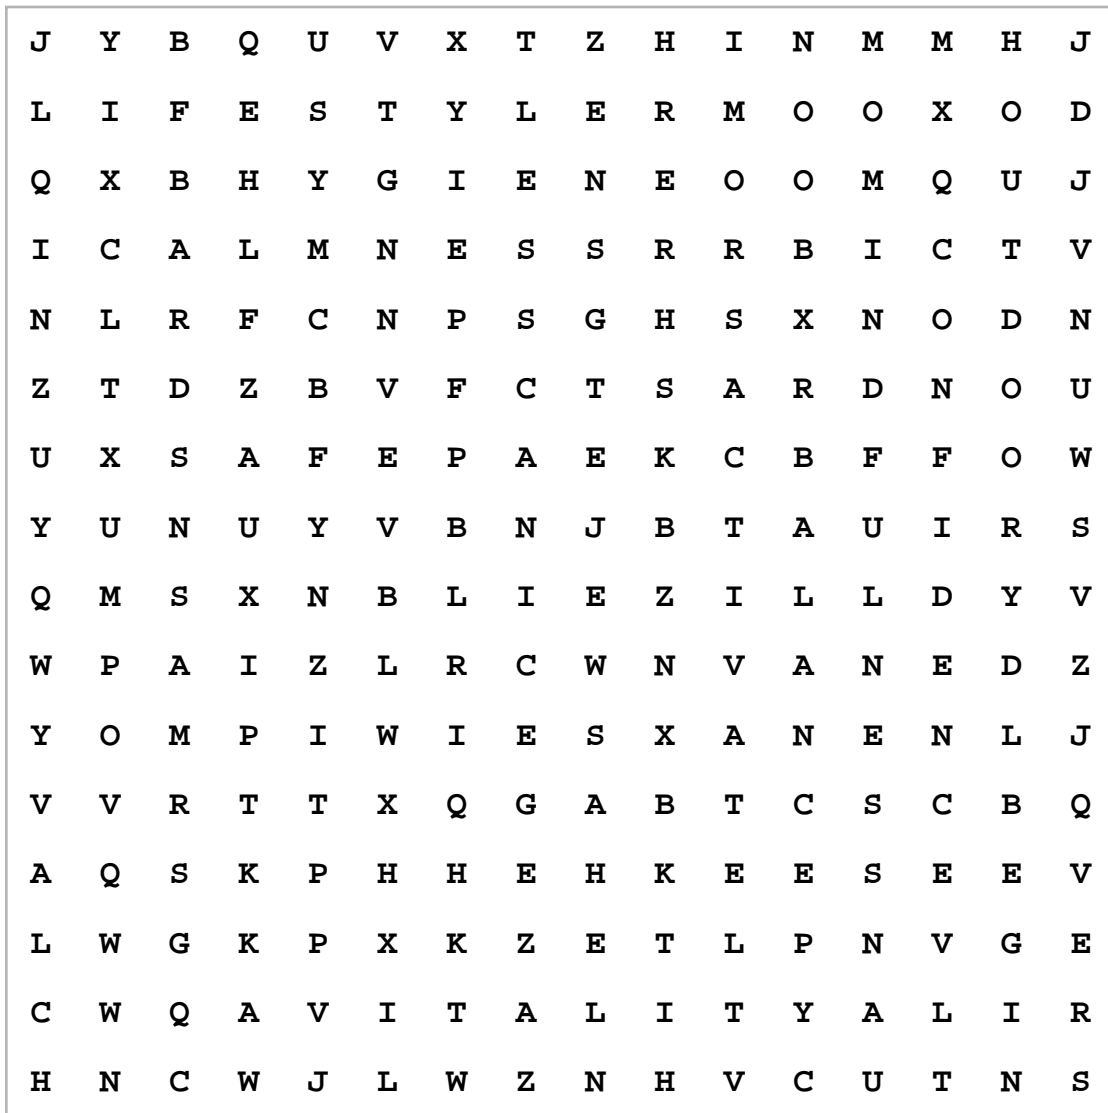 J Y B Q U V X T Z H I N M M H J
L I F E S T Y L E R M O O X O D
Q X B H Y G I E N E O O M Q U J
I C A L M N E S S R R B I C T V
N L R F C N P S G H S X N O D N
Z T D Z B V F C T S A R D N O U
U X S A F E P A E K C B F F O W
Y U N U Y V B N J B T A U I R S
Q M S X N B L I E Z I L L D Y V
W P A I Z L R C W N V A N E D Z
Y O M P I W I E S X A N E N L J
V V R T T X Q G A B T C S C B Q
A Q S K P H H E H K E E S E E V
L W G K P X K Z E T L P N V G E
C W Q A V I T A L I T Y A L I R
H N C W J L W Z N H V C U T N S